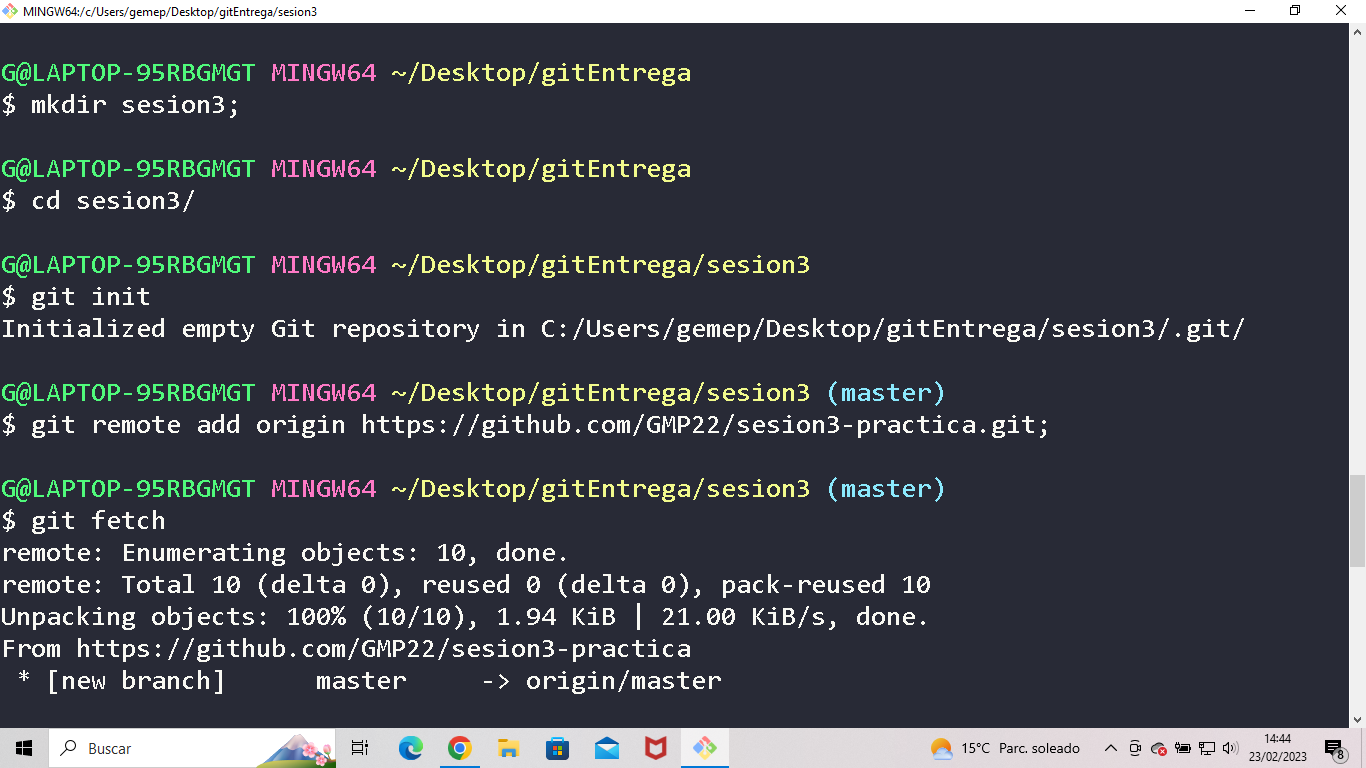 MINGW64:/c/Users/gemep/Desktop/gitEntrega/sesion3
G@LAPTOP-95RBGMGT MINGW64 ~/Desktop/gitEntrega
$ mkdir sesion3;
G@LAPTOP-95RBGMGT MINGW64 ~/Desktop/gitEntrega
$ cd sesion3/
G@LAPTOP-95RBGMGT MINGW64 ~/Desktop/gitEntrega/sesion3
$ git init
Initialized empty Git repository in C:/Users/gemep/Desktop/gitEntrega/sesion3/.git/
G@LAPTOP-95RBGMGT MINGW64 ~/Desktop/gitEntrega/sesion3 (master)
$ git remote add origin https://github.com/GMP22/sesion3-practica.git;
G@LAPTOP-95RBGMGT MINGW64 ~/Desktop/gitEntrega/sesion3 (master)
$ git fetch
remote: Enumerating objects: 10, done.
remote: Total 10 (delta 0), reused 0 (delta 0), pack-reused 10
Unpacking objects: 100% (10/10), 1.94 KiB | 21.00 KiB/s, done.
From https://github.com/GMP22/sesion3-practica
 * [new branch]      master     -> origin/master
Buscar
15°C Parc. soleado
14:44
23/02/2023
8